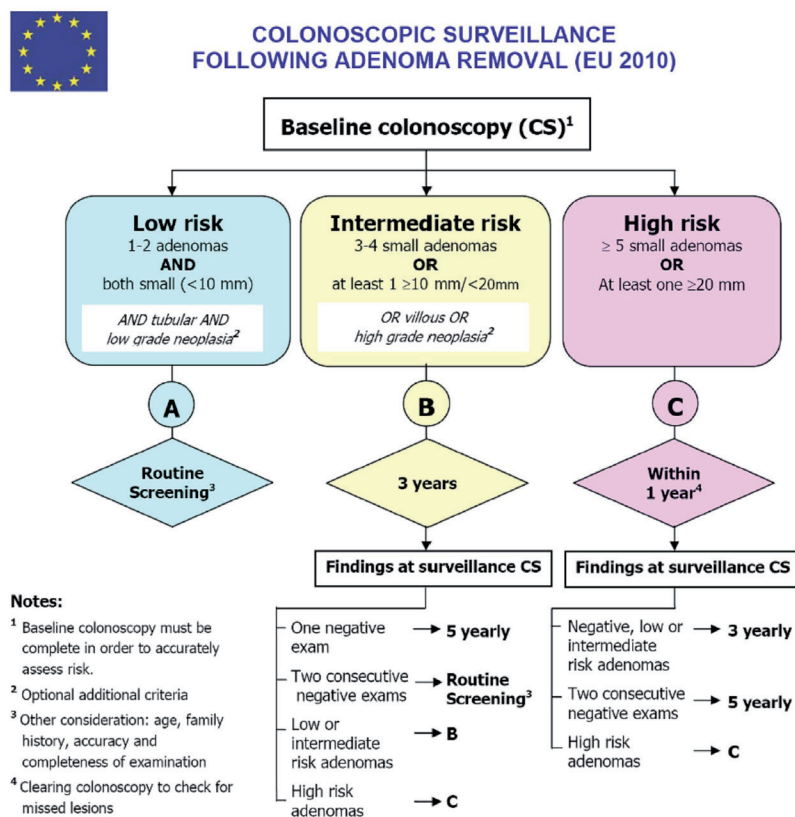 COLONOSCOPIC SURVEILLANCE
FOLLOWING ADENOMA REMOVAL (EU 2010)
Baseline colonoscopy (CS)¹
Low risk
1-2 adenomas
AND
both small (<10 mm)
AND tubular AND
low grade neoplasia²
Intermediate risk
3-4 small adenomas
OR
at least 1 ≥10 mm/<20mm
OR villous OR
high grade neoplasia²
High risk
≥ 5 small adenomas
OR
At least one ≥20 mm
A
B
C
Routine
Screening³
3 years
Within
1 year⁴
Findings at surveillance CS
One negative
exam
→ 5 yearly
Two consecutive
negative exams
→ Routine
Screening³
Low or
intermediate
risk adenomas
→ B
High risk
adenomas
→ C
Findings at surveillance CS
Negative, low or
intermediate
risk adenomas
→ 3 yearly
Two consecutive
negative exams
→ 5 yearly
High risk
adenomas
→ C
Notes:
¹ Baseline colonoscopy must be
complete in order to accurately
assess risk.
² Optional additional criteria
³ Other consideration: age, family
history, accuracy and
completeness of examination
⁴ Clearing colonoscopy to check for
missed lesions